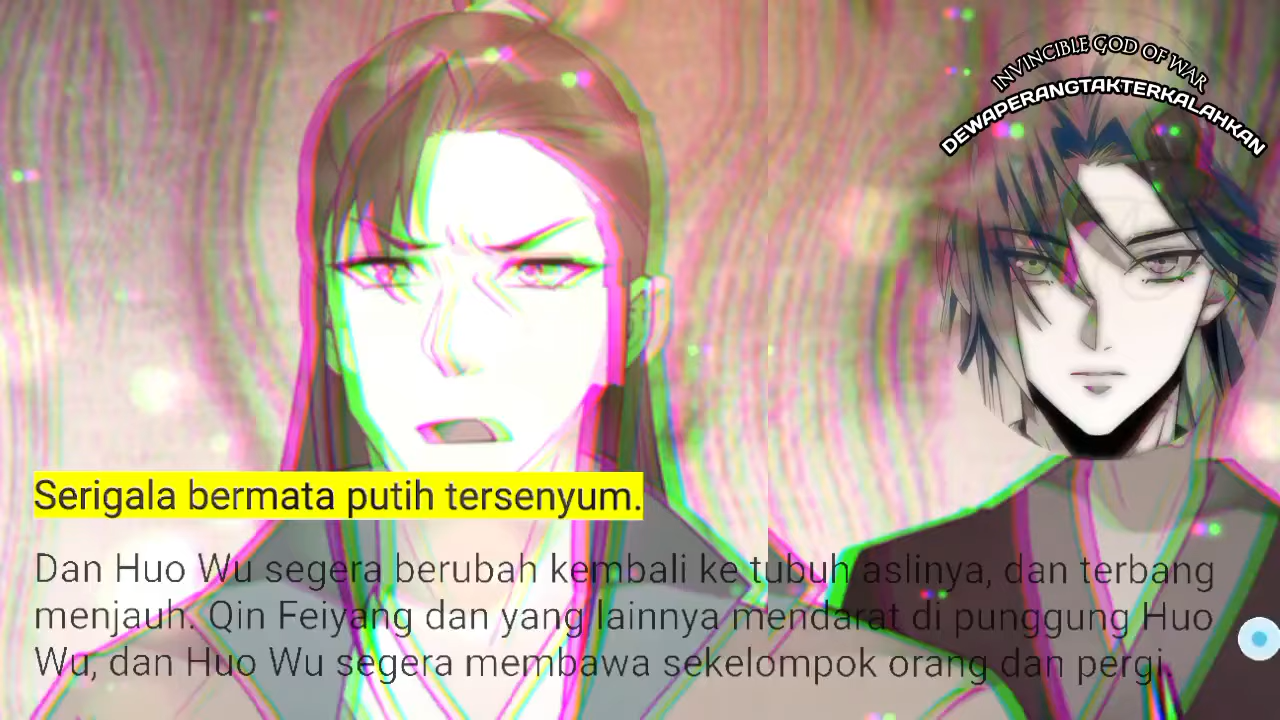 INVINCIBLE GOD OF WAR
DEWAPERANGTAKTERKALAHKAN
Serigala bermata putih tersenyum.
Dan Huo Wu segera berubah kembali ke tubuh aslinya, dan terbang
menjauh. Qin Feiyang dan yang lainnya mendarat di punggung Huo
Wu, dan Huo Wu segera membawa sekelompok orang dan pergi.